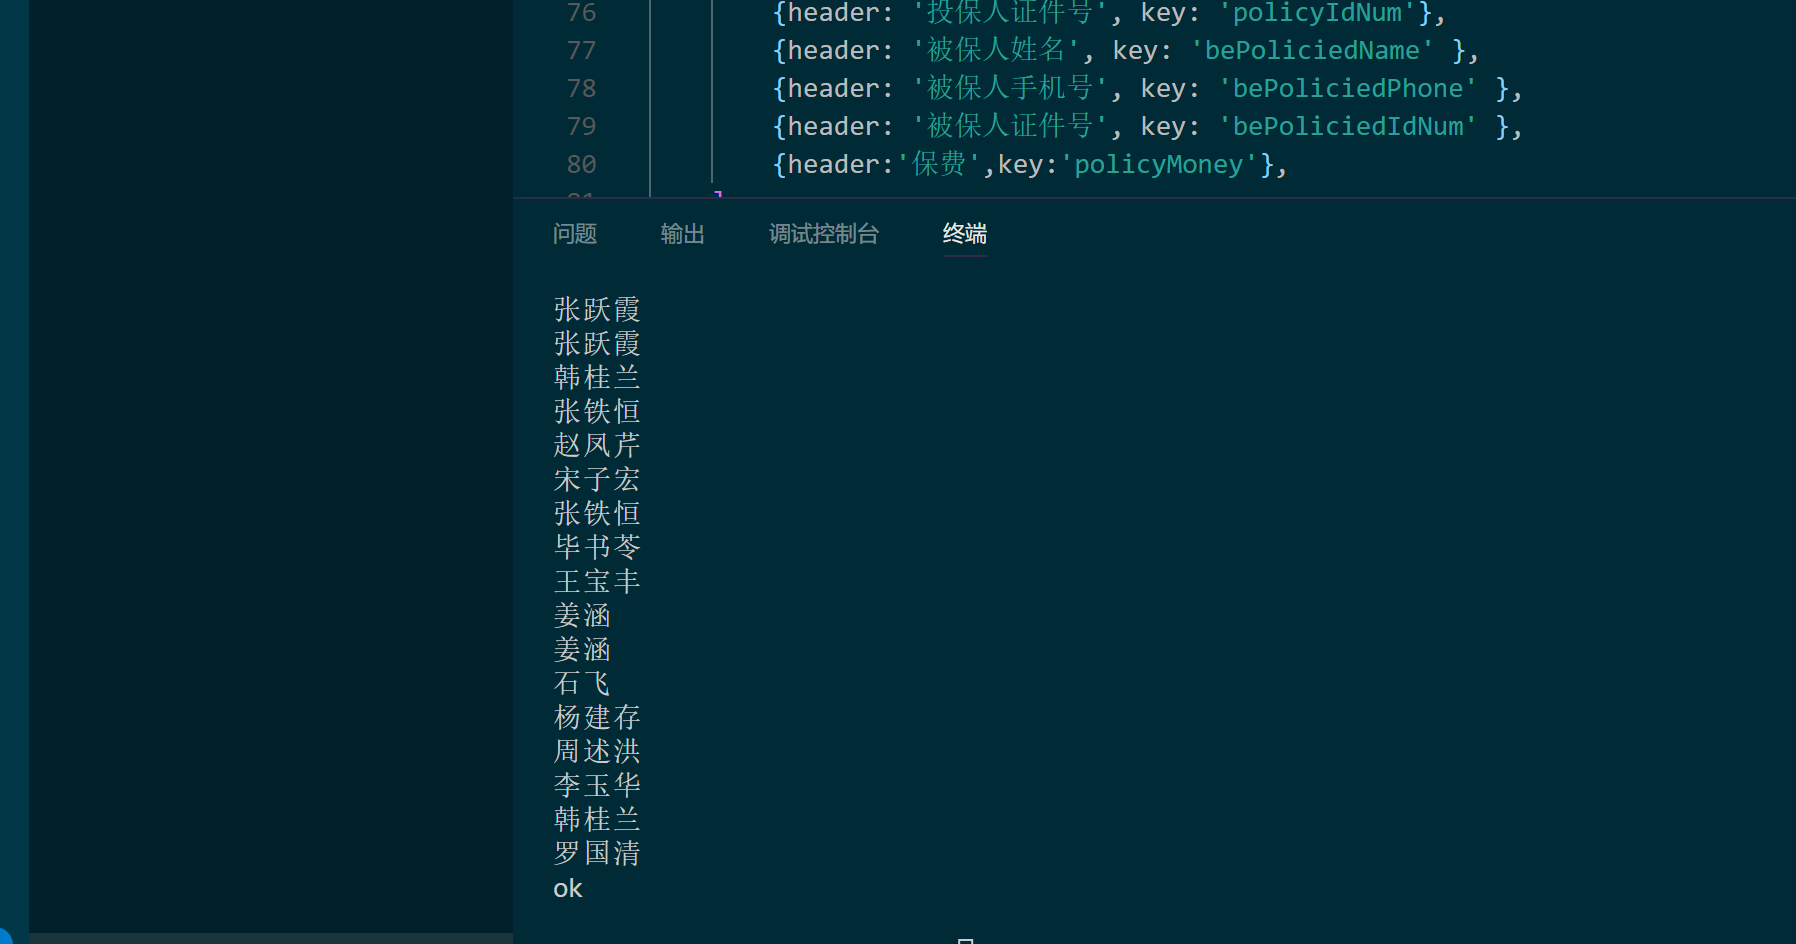 76 {header: '投保人证件号', key: 'policyIdNum'},
77 {header: '被保人姓名', key: 'bePoliciedName' },
78 {header: '被保人手机号', key: 'bePoliciedPhone' },
79 {header: '被保人证件号', key: 'bePoliciedIdNum' },
80 {header:'保费',key:'policyMoney'},
问题 输出 调试控制台 终端
张跃霞
张跃霞
韩桂兰
张铁恒
赵凤芹
宋子宏
张铁恒
毕书苓
王宝丰
姜涵
姜涵
石飞
杨建存
周述洪
李玉华
韩桂兰
罗国清
ok